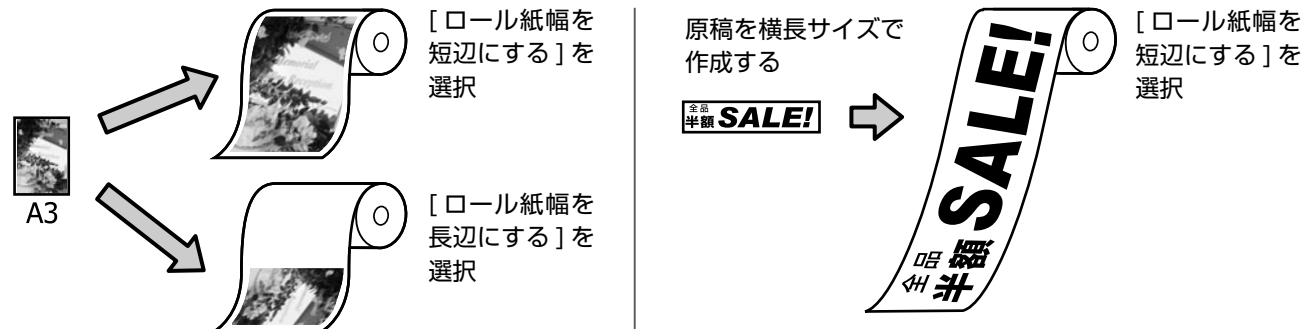 [ ロール紙幅を
短辺にする ] を
選択
Memorial
Reception
A3
[ ロール紙幅を
長辺にする ] を
選択
原稿を横長サイズで
作成する
全品
半額 SALE!
全品
半額 SALE!
[ ロール紙幅を
短辺にする ] を
選択